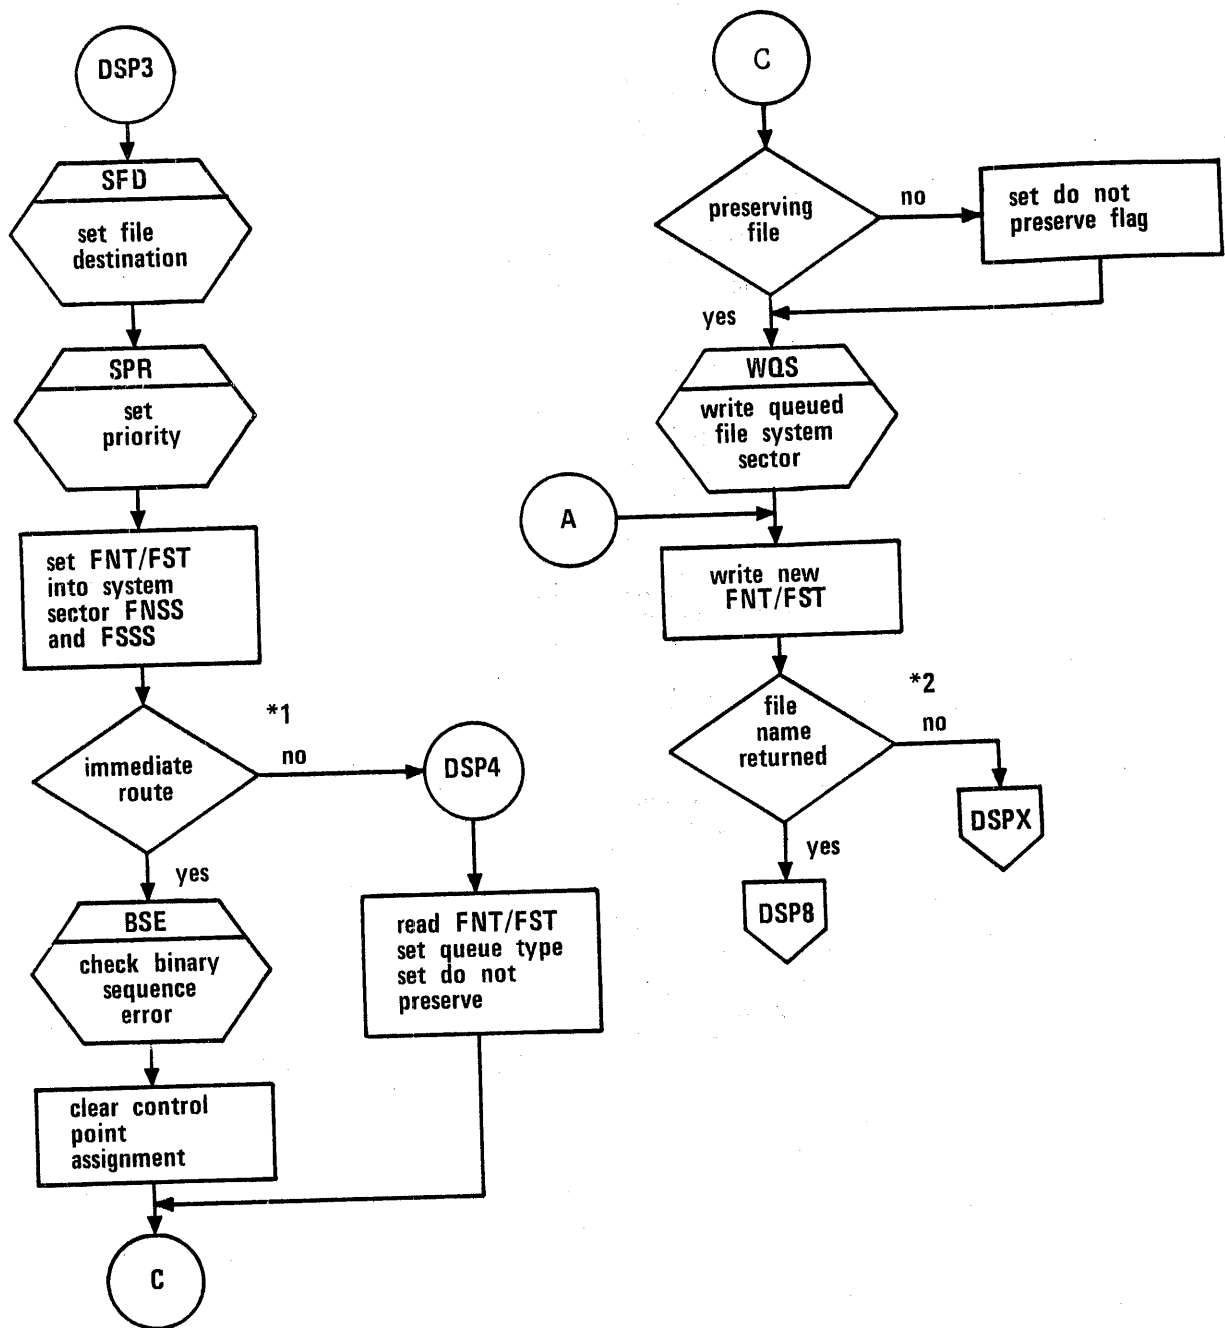 DSP3
SFD
set file
destination
SPR
set
priority
set FNT/FST
into system
sector FNSS
and FSSS
*1
immediate
route
no
DSP4
yes
BSE
check binary
sequence
error
read FNT/FST
set queue type
set do not
preserve
clear control
point
assignment
C
C
preserving
file
no
set do not
preserve flag
yes
WQS
write queued
file system
sector
A
write new
FNT/FST
file
name
returned
*2
no
DSPX
yes
DSP8